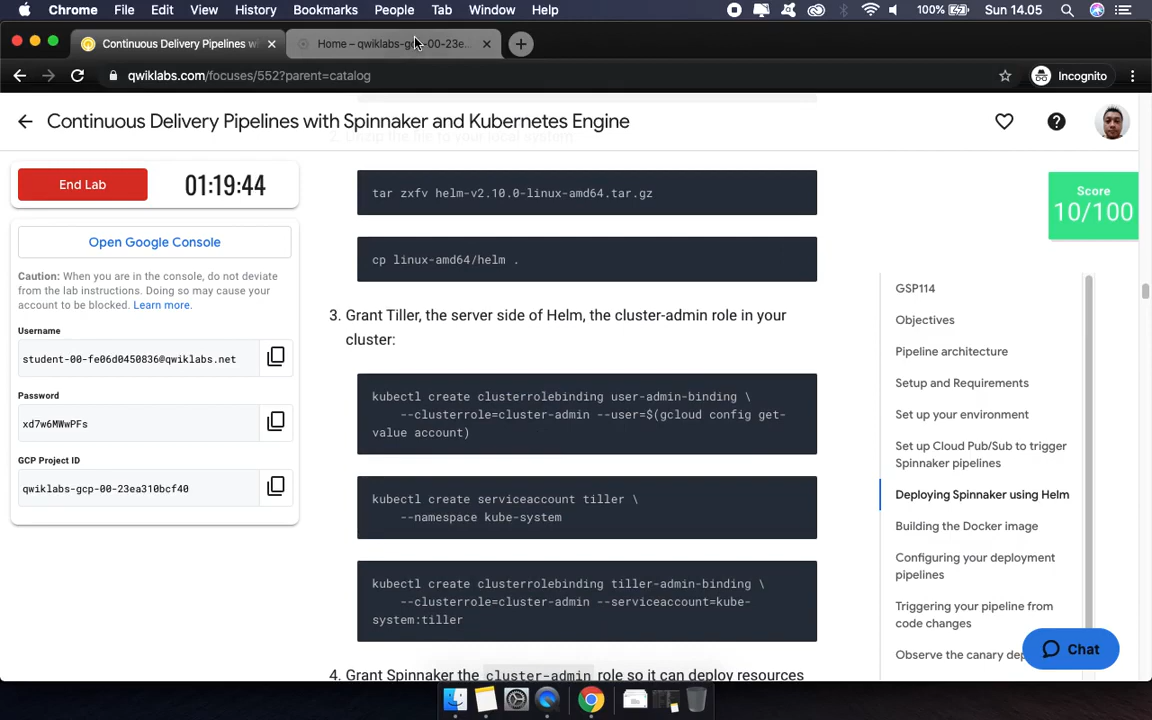 Chrome File Edit View History Bookmarks People Tab Window Help 100% Sun 14.05
Continuous Delivery Pipelines wi
Home – qwiklabs-gcp-00-23e...
qwiklabs.com/focuses/552?parent=catalog
Incognito
Continuous Delivery Pipelines with Spinnaker and Kubernetes Engine
End Lab
01:19:44
Open Google Console
Caution: When you are in the console, do not deviate
from the lab instructions. Doing so may cause your
account to be blocked. Learn more.
Username
student-00-fe06d0450836@qwiklabs.net
Password
xd7w6MWwPFs
GCP Project ID
qwiklabs-gcp-00-23ea310bcf40
tar zxfv helm-v2.10.0-linux-amd64.tar.gz
cp linux-amd64/helm .
3. Grant Tiller, the server side of Helm, the cluster-admin role in your
cluster:
kubectl create clusterrolebinding user-admin-binding \
--clusterrole=cluster-admin --user=$(gcloud config get-
value account)
kubectl create serviceaccount tiller \
--namespace kube-system
kubectl create clusterrolebinding tiller-admin-binding \
--clusterrole=cluster-admin --serviceaccount=kube-
system:tiller
4. Grant Spinnaker the cluster-admin role so it can deploy resources
Score
10/100
GSP114
Objectives
Pipeline architecture
Setup and Requirements
Set up your environment
Set up Cloud Pub/Sub to trigger
Spinnaker pipelines
Deploying Spinnaker using Helm
Building the Docker image
Configuring your deployment
pipelines
Triggering your pipeline from
code changes
Observe the canary
Chat